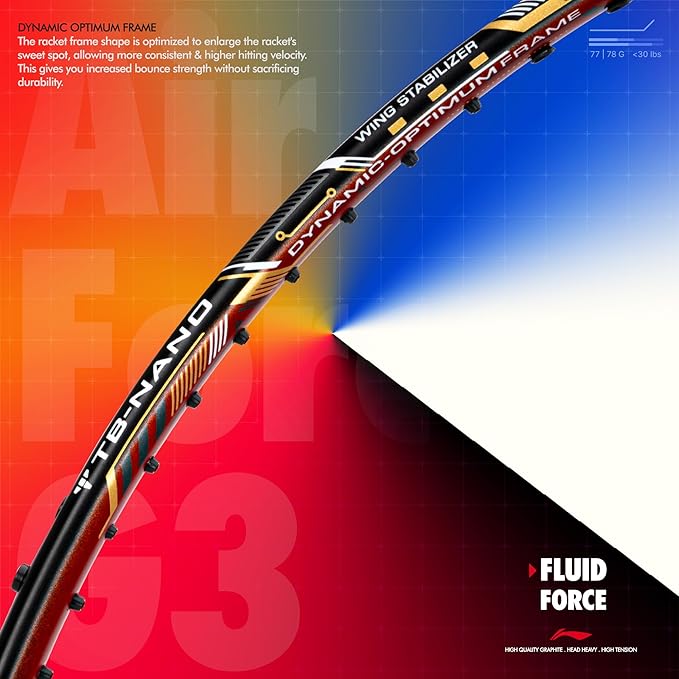 DYNAMIC OPTIMUM FRAME
The racket frame shape is optimized to enlarge the racket's
sweet spot, allowing more consistent & higher hitting velocity.
This gives you increased bounce strength without sacrificing
durability.
77 | 78 G
<30 lbs
Air
Force
G3
WING STABILIZER
DYNAMIC-OPTIMUM FRAME
TB-NANO
FLUID
FORCE
HIGH QUALITY GRAPHITE . HEAD HEAVY . HIGH TENSION